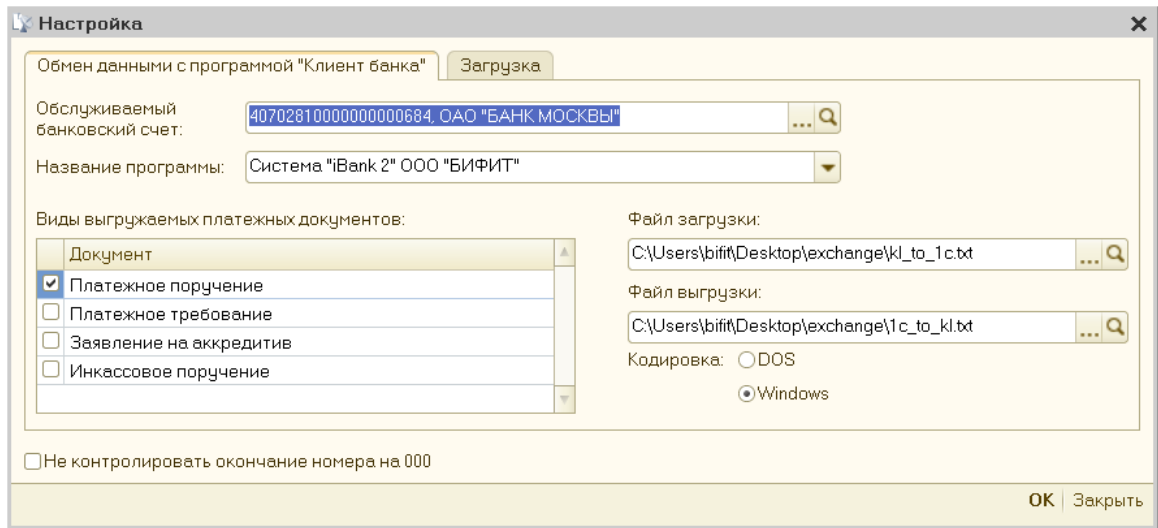 Настройка
Обмен данными с программой "Клиент банка" Загрузка
Обслуживаемый
банковский счет:
40702810000000000684, ОАО "БАНК МОСКВЫ" ...
Название программы: Система "iBank 2" ООО "БИФИТ"
Виды выгружаемых платежных документов:
Документ
Платежное поручение
Платежное требование
Заявление на аккредитив
Инкассовое поручение
Файл загрузки:
C:\Users\bifit\Desktop\exchange\kl_to_1c.txt ...
Файл выгрузки:
C:\Users\bifit\Desktop\exchange\1c_to_kl.txt ...
Кодировка: DOS
Windows
Не контролировать окончание номера на 000
OK Закрыть